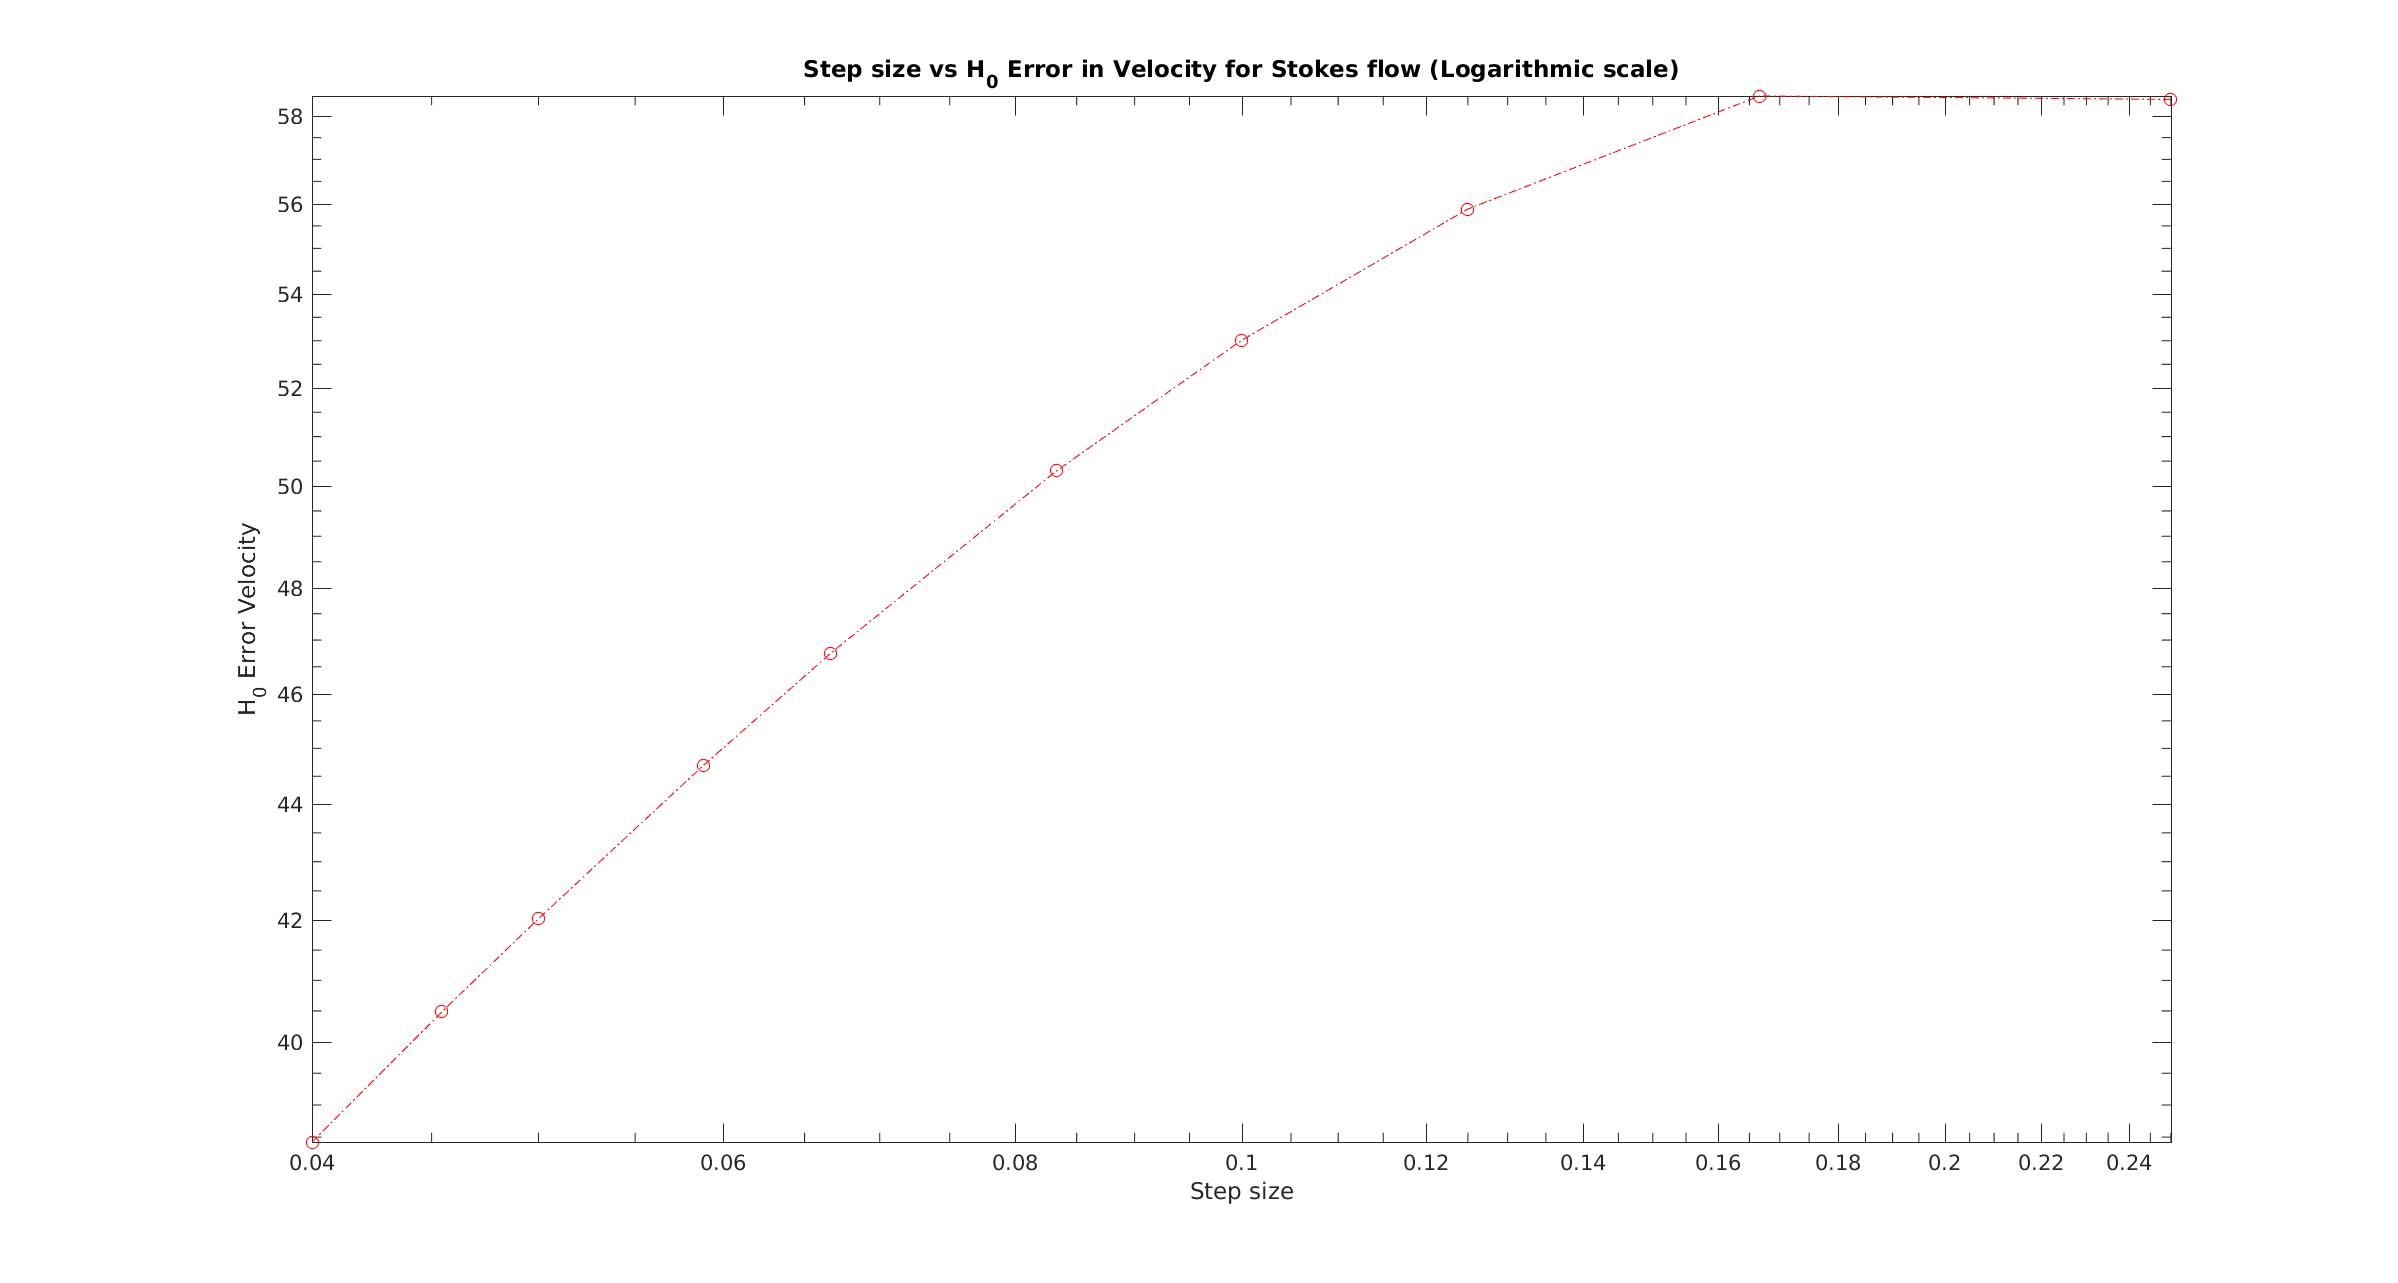 Step size vs H0 Error in Velocity for Stokes flow (Logarithmic scale)
58
56
54
52
50
48
46
44
42
40
H0 Error Velocity
0.04 0.06 0.08 0.1 0.12 0.14 0.16 0.18 0.2 0.22 0.24
Step size